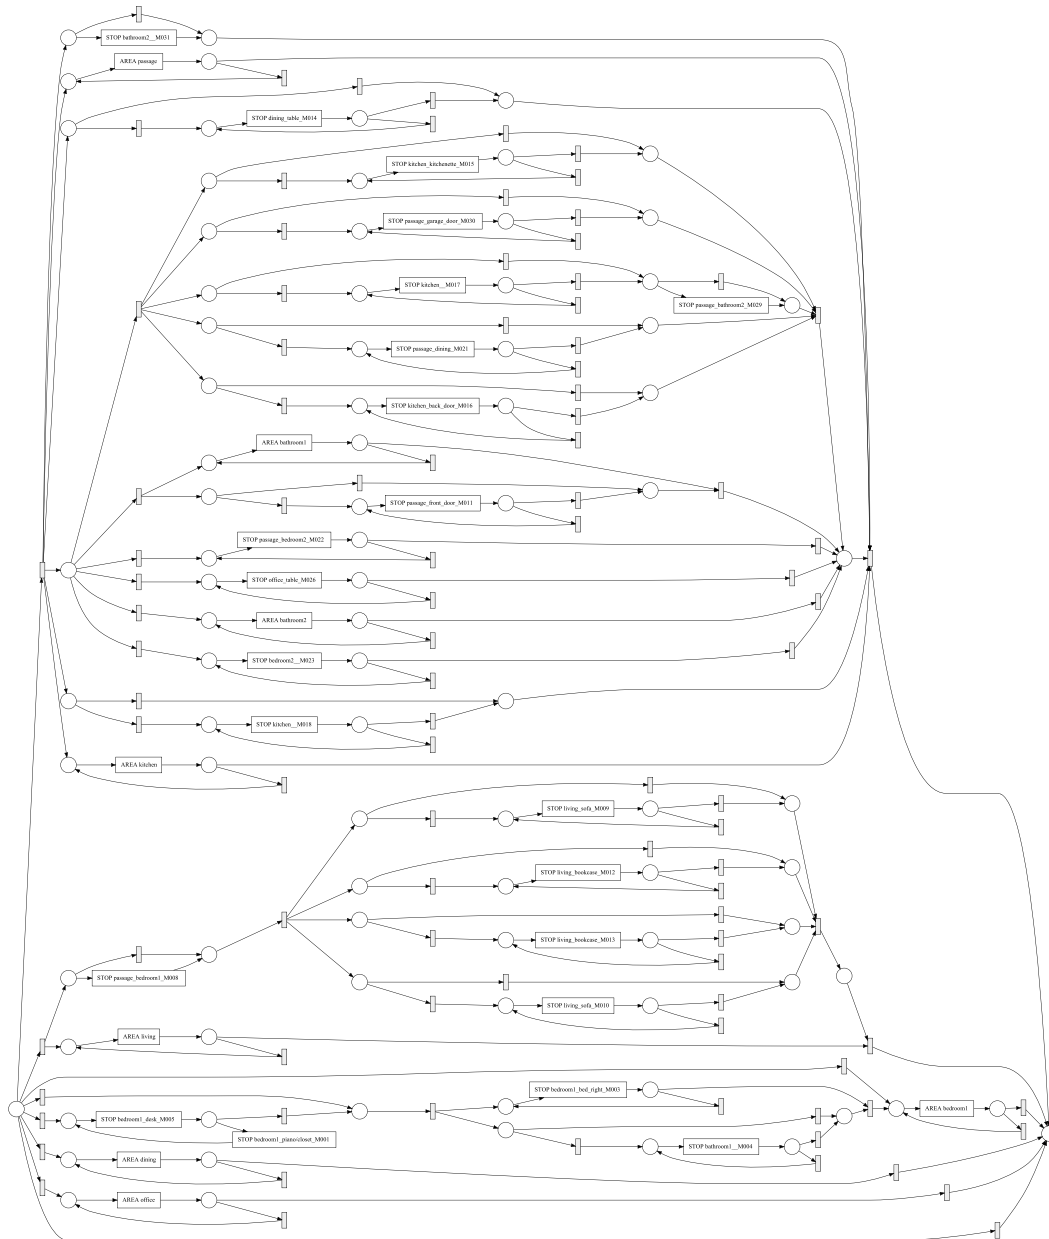 STOP bathroom2__M031
AREA passage
STOP dining_table_M014
STOP kitchen_kitchenette_M015
STOP passage_garage_door_M030
STOP kitchen__M017
STOP passage_bathroom2_M029
STOP passage_dining_M021
STOP kitchen_back_door_M016
AREA bathroom1
STOP passage_front_door_M011
STOP passage_bedroom2_M022
STOP office_table_M026
AREA bathroom2
STOP bedroom2__M023
STOP kitchen__M018
AREA kitchen
STOP living_sofa_M009
STOP living_bookcase_M012
STOP living_bookcase_M013
STOP passage_bedroom1_M008
STOP living_sofa_M010
AREA living
STOP bedroom1_bed_right_M003
AREA bedroom1
STOP bedroom1_desk_M005
STOP bedroom1_piano/closet_M001
STOP bathroom1__M004
AREA dining
AREA office